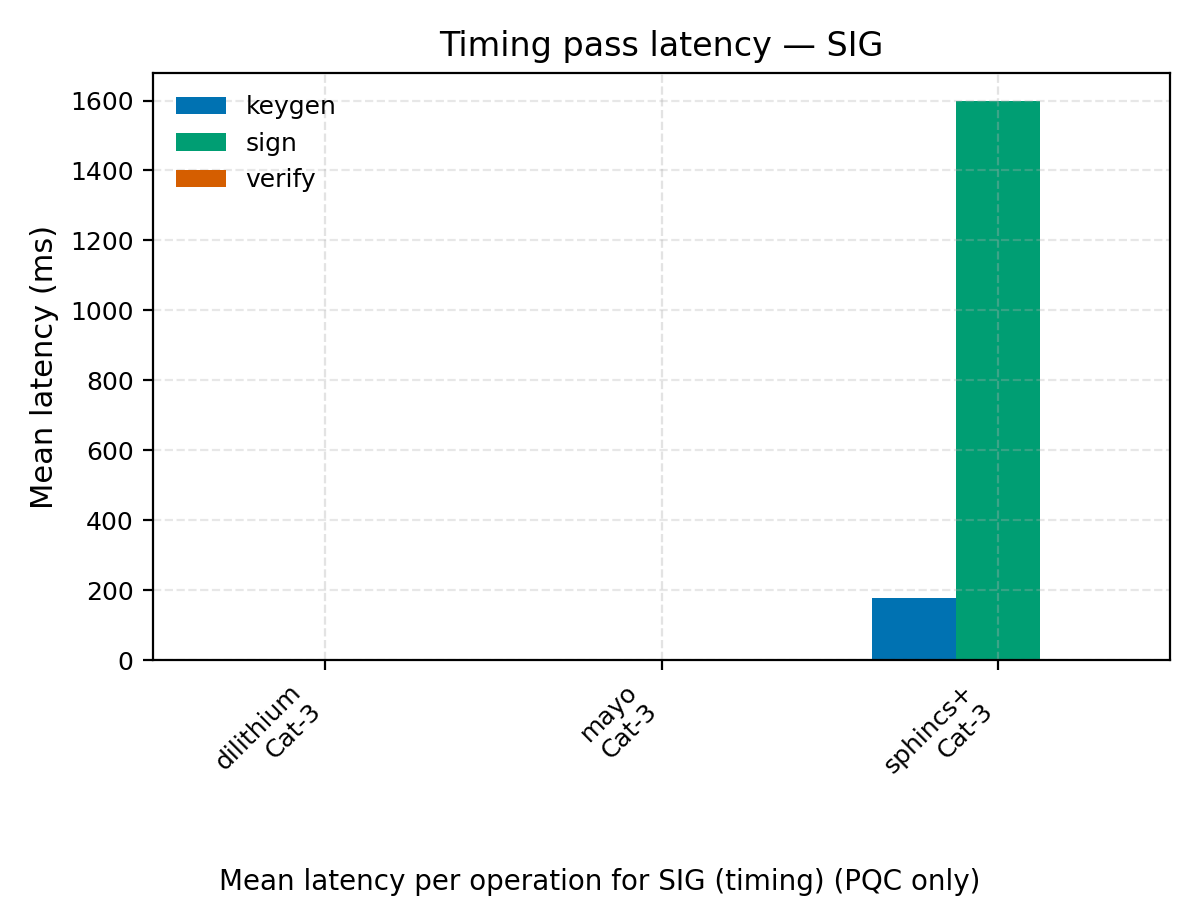 Timing pass latency — SIG
keygen
sign
verify
Mean latency (ms)
1600
1400
1200
1000
800
600
400
200
0
dilithium
Cat-3
mayo
Cat-3
sphincs+
Cat-3
Mean latency per operation for SIG (timing) (PQC only)